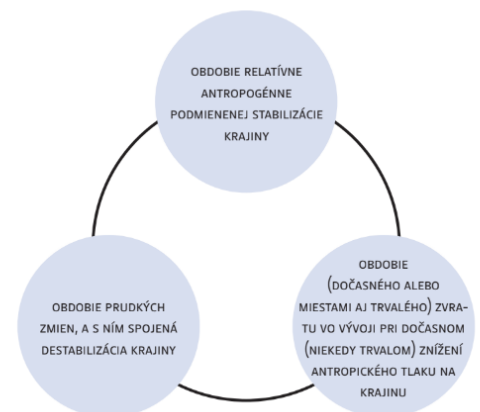 OBDOBIE RELATÍVNE
ANTROPOGÉNNE
PODMIENENEJ STABILIZÁCIE
KRAJINY
OBDOBIE PRUDKÝCH
ZMIEN, A S NÍM SPOJENÁ
DESTABILIZÁCIA KRAJINY
OBDOBIE
(DOČASNÉHO ALEBO
MIESTAMI AJ TRVALÉHO) ZVRA-
TU VO VÝVOJI PRI DOČASNOM
(NIEKEDY TRVALOM) ZNÍŽENÍ
ANTROPICKÉHO TLAKU NA
KRAJINU